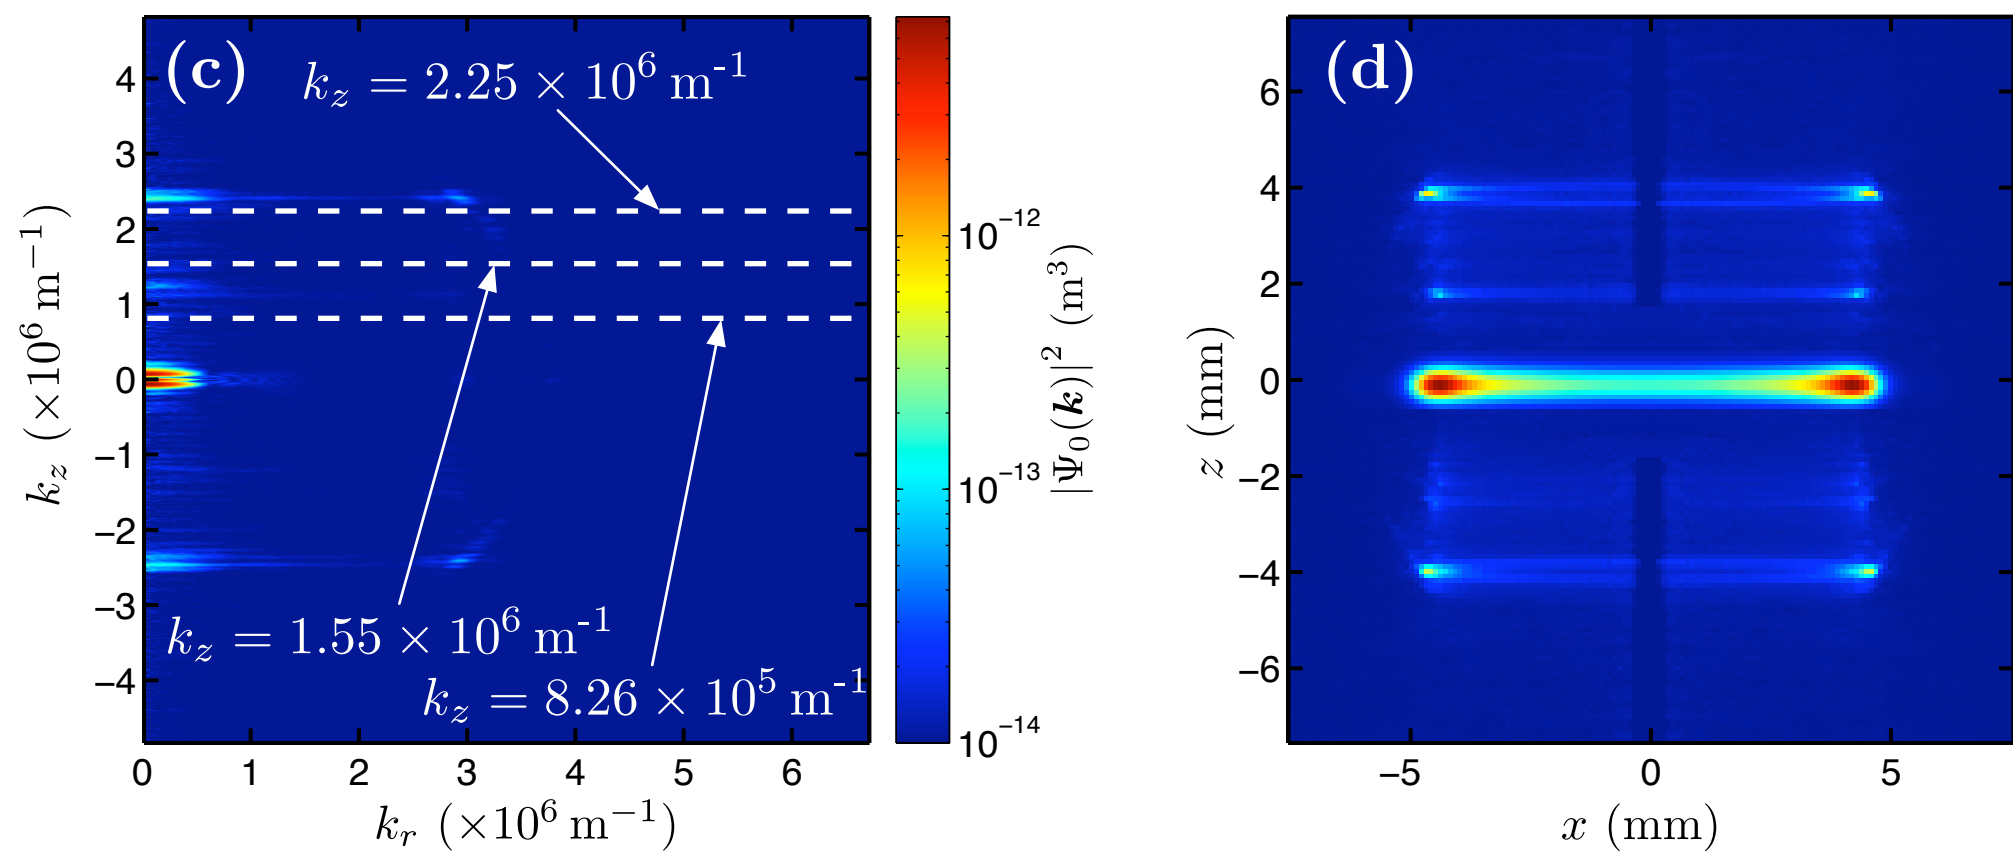 (c)
k_z = 2.25 × 10^6 m^-1
k_z = 1.55 × 10^6 m^-1
k_z = 8.26 × 10^5 m^-1
4
3
2
1
0
−1
−2
−3
−4
k_z (×10^6 m^−1)
0 1 2 3 4 5 6
k_r (×10^6 m^−1)
10^−12
10^−13
10^−14
|Ψ_0(k)|^2 (m^3)
(d)
6
4
2
0
−2
−4
−6
z (mm)
−5 0 5
x (mm)